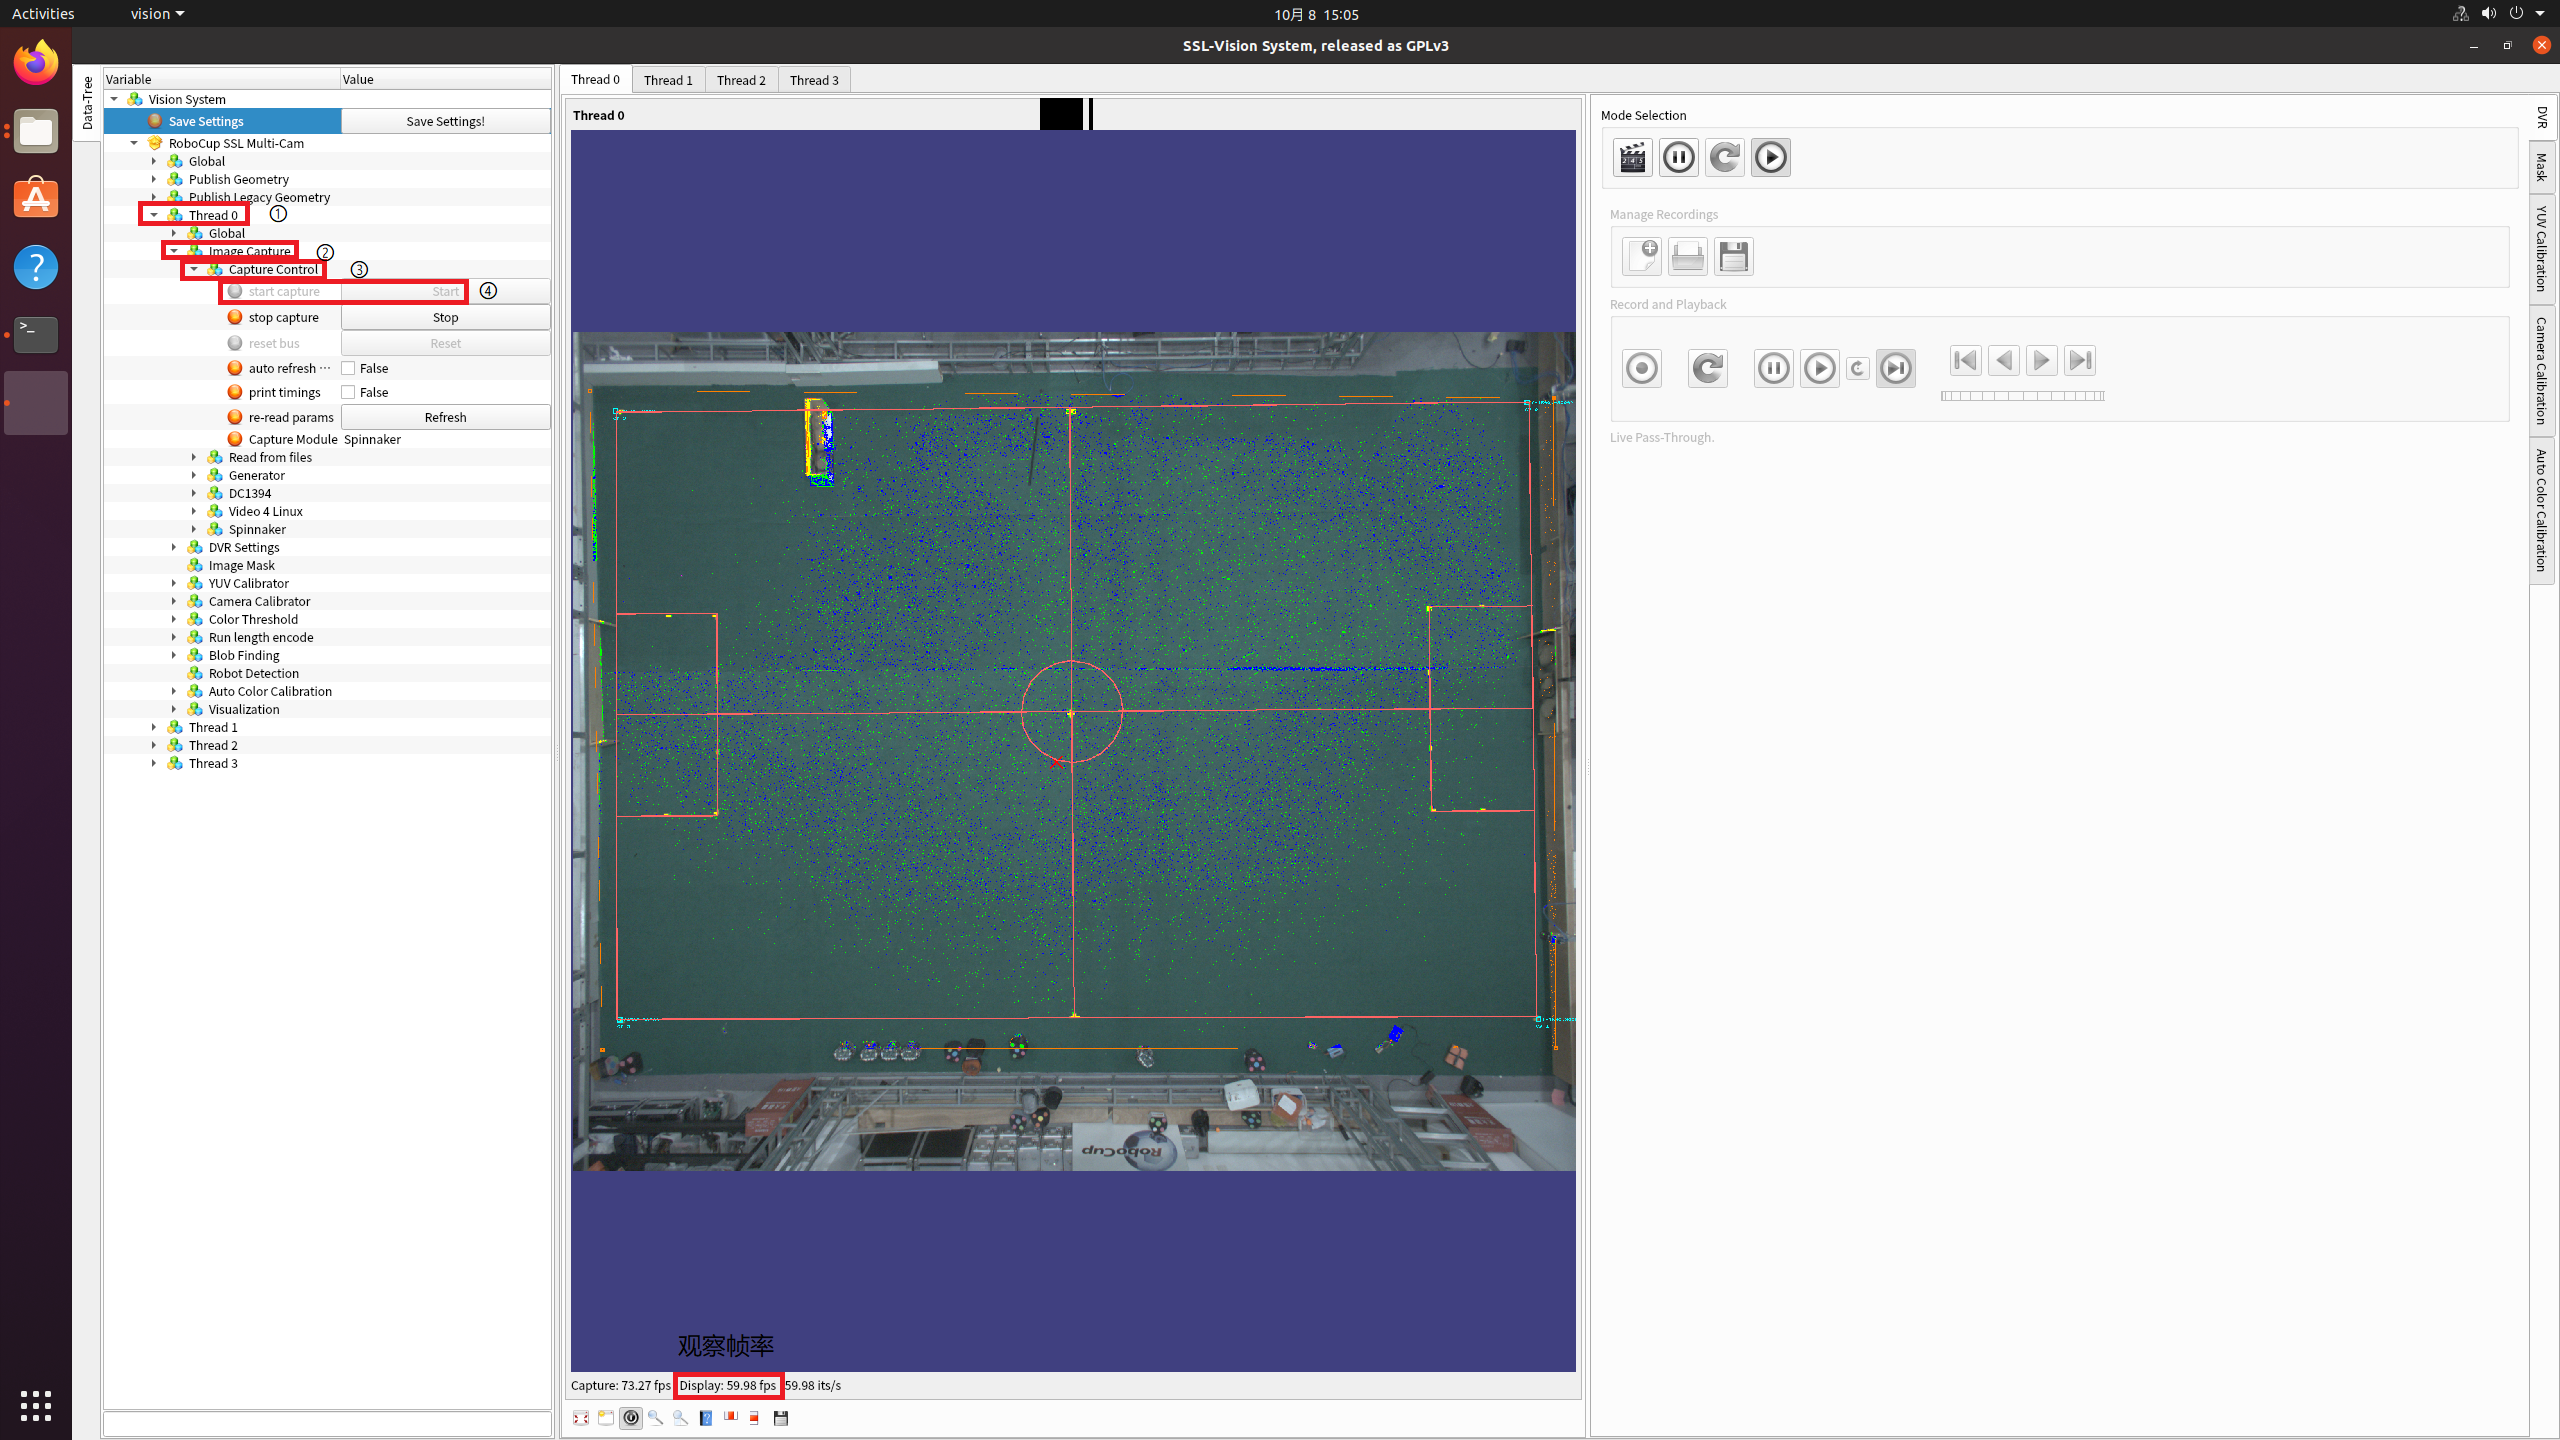 Activities
vision
10月 8 15:05
SSL-Vision System, released as GPLv3
Data-Tree
Variable Value
Vision System
Save Settings Save Settings!
RoboCup SSL Multi-Cam
Global
Publish Geometry
Publish Legacy Geometry
Thread 0 ①
Global
Image Capture ②
Capture Control ③
start capture Start ④
stop capture Stop
reset bus Reset
auto refresh ⋯ False
print timings False
re-read params Refresh
Capture Module Spinnaker
Read from files
Generator
DC1394
Video 4 Linux
Spinnaker
DVR Settings
Image Mask
YUV Calibrator
Camera Calibrator
Color Threshold
Run length encode
Blob Finding
Robot Detection
Auto Color Calibration
Visualization
Thread 1
Thread 2
Thread 3
Thread 0 Thread 1 Thread 2 Thread 3
Thread 0
RoboCup
观察帧率
Capture: 73.27 fps Display: 59.98 fps 59.98 its/s
Mode Selection
Manage Recordings
Record and Playback
Live Pass-Through.
DVR
Mask
YUV Calibration
Camera Calibration
Auto Color Calibration